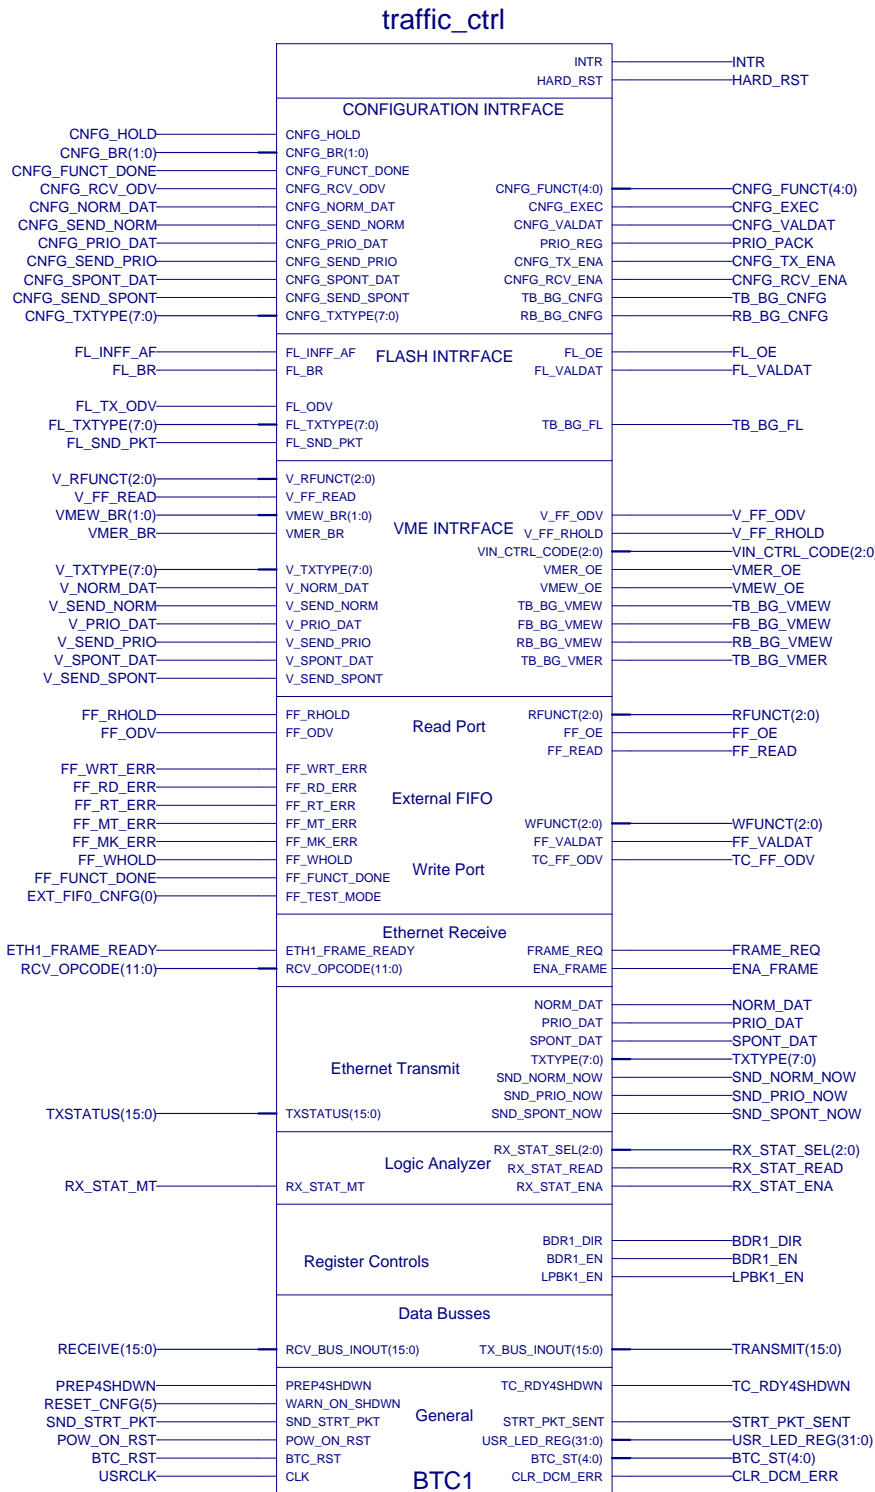 traffic_ctrl
INTR INTR
HARD_RST HARD_RST
CONFIGURATION INTRFACE
CNFG_HOLD CNFG_HOLD
CNFG_BR(1:0) CNFG_BR(1:0)
CNFG_FUNCT_DONE CNFG_FUNCT_DONE
CNFG_RCV_ODV CNFG_RCV_ODV CNFG_FUNCT(4:0) CNFG_FUNCT(4:0)
CNFG_NORM_DAT CNFG_NORM_DAT CNFG_EXEC CNFG_EXEC
CNFG_SEND_NORM CNFG_SEND_NORM CNFG_VALDAT CNFG_VALDAT
CNFG_PRIO_DAT CNFG_PRIO_DAT PRIO_REG PRIO_PACK
CNFG_SEND_PRIO CNFG_SEND_PRIO CNFG_TX_ENA CNFG_TX_ENA
CNFG_SPONT_DAT CNFG_SPONT_DAT CNFG_RCV_ENA CNFG_RCV_ENA
CNFG_SEND_SPONT CNFG_SEND_SPONT TB_BG_CNFG TB_BG_CNFG
CNFG_TXTYPE(7:0) CNFG_TXTYPE(7:0) RB_BG_CNFG RB_BG_CNFG
FL_INFF_AF FL_INFF_AF FLASH INTRFACE FL_OE FL_OE
FL_BR FL_BR FL_VALDAT FL_VALDAT
FL_TX_ODV FL_ODV
FL_TXTYPE(7:0) FL_TXTYPE(7:0) TB_BG_FL TB_BG_FL
FL_SND_PKT FL_SND_PKT
V_RFUNCT(2:0) V_RFUNCT(2:0)
V_FF_READ V_FF_READ
VMEW_BR(1:0) VMEW_BR(1:0) V_FF_ODV V_FF_ODV
VMER_BR VMER_BR VME INTRFACE V_FF_RHOLD V_FF_RHOLD
VIN_CTRL_CODE(2:0) VIN_CTRL_CODE(2:0)
V_TXTYPE(7:0) V_TXTYPE(7:0) VMER_OE VMER_OE
V_NORM_DAT V_NORM_DAT VMEW_OE VMEW_OE
V_SEND_NORM V_SEND_NORM TB_BG_VMEW TB_BG_VMEW
V_PRIO_DAT V_PRIO_DAT FB_BG_VMEW FB_BG_VMEW
V_SEND_PRIO V_SEND_PRIO RB_BG_VMEW RB_BG_VMEW
V_SPONT_DAT V_SPONT_DAT TB_BG_VMER TB_BG_VMER
V_SEND_SPONT V_SEND_SPONT
FF_RHOLD FF_RHOLD Read Port RFUNCT(2:0) RFUNCT(2:0)
FF_ODV FF_ODV FF_OE FF_OE
FF_READ FF_READ
FF_WRT_ERR FF_WRT_ERR
FF_RD_ERR FF_RD_ERR
FF_RT_ERR FF_RT_ERR External FIFO
FF_MT_ERR FF_MT_ERR WFUNCT(2:0) WFUNCT(2:0)
FF_MK_ERR FF_MK_ERR FF_VALDAT FF_VALDAT
FF_WHOLD FF_WHOLD Write Port TC_FF_ODV TC_FF_ODV
FF_FUNCT_DONE FF_FUNCT_DONE
EXT_FIF0_CNFG(0) FF_TEST_MODE
Ethernet Receive
ETH1_FRAME_READY ETH1_FRAME_READY FRAME_REQ FRAME_REQ
RCV_OPCODE(11:0) RCV_OPCODE(11:0) ENA_FRAME ENA_FRAME
NORM_DAT NORM_DAT
PRIO_DAT PRIO_DAT
SPONT_DAT SPONT_DAT
Ethernet Transmit TXTYPE(7:0) TXTYPE(7:0)
SND_NORM_NOW SND_NORM_NOW
SND_PRIO_NOW SND_PRIO_NOW
TXSTATUS(15:0) TXSTATUS(15:0) SND_SPONT_NOW SND_SPONT_NOW
RX_STAT_SEL(2:0) RX_STAT_SEL(2:0)
Logic Analyzer RX_STAT_READ RX_STAT_READ
RX_STAT_MT RX_STAT_MT RX_STAT_ENA RX_STAT_ENA
BDR1_DIR BDR1_DIR
Register Controls BDR1_EN BDR1_EN
LPBK1_EN LPBK1_EN
Data Busses
RECEIVE(15:0) RCV_BUS_INOUT(15:0) TX_BUS_INOUT(15:0) TRANSMIT(15:0)
PREP4SHDWN PREP4SHDWN TC_RDY4SHDWN TC_RDY4SHDWN
RESET_CNFG(5) WARN_ON_SHDWN
SND_STRT_PKT SND_STRT_PKT General STRT_PKT_SENT STRT_PKT_SENT
POW_ON_RST POW_ON_RST USR_LED_REG(31:0) USR_LED_REG(31:0)
BTC_RST BTC_RST BTC_ST(4:0) BTC_ST(4:0)
USRCLK CLK BTC1 CLR_DCM_ERR CLR_DCM_ERR